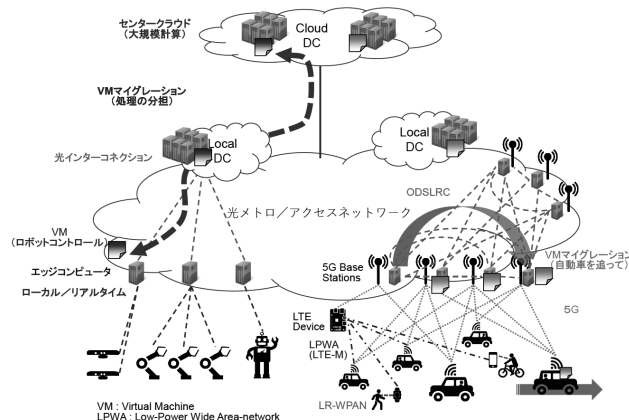 センタークラウド
(大規模計算)
Cloud
DC
VMマイグレーション
(処理の分担)
Local
DC
Local
DC
光インターコネクション
ODSLRC
光メトロ／アクセスネットワーク
VM
(ロボットコントロール)
VMマイグレーション
(自動車を追って)
エッジコンピュータ
5G Base
Stations
ローカル／リアルタイム
5G
LTE
Device
LPWA
(LTE-M)
LR-WPAN
VM : Virtual Machine
LPWA : Low-Power Wide Area-network